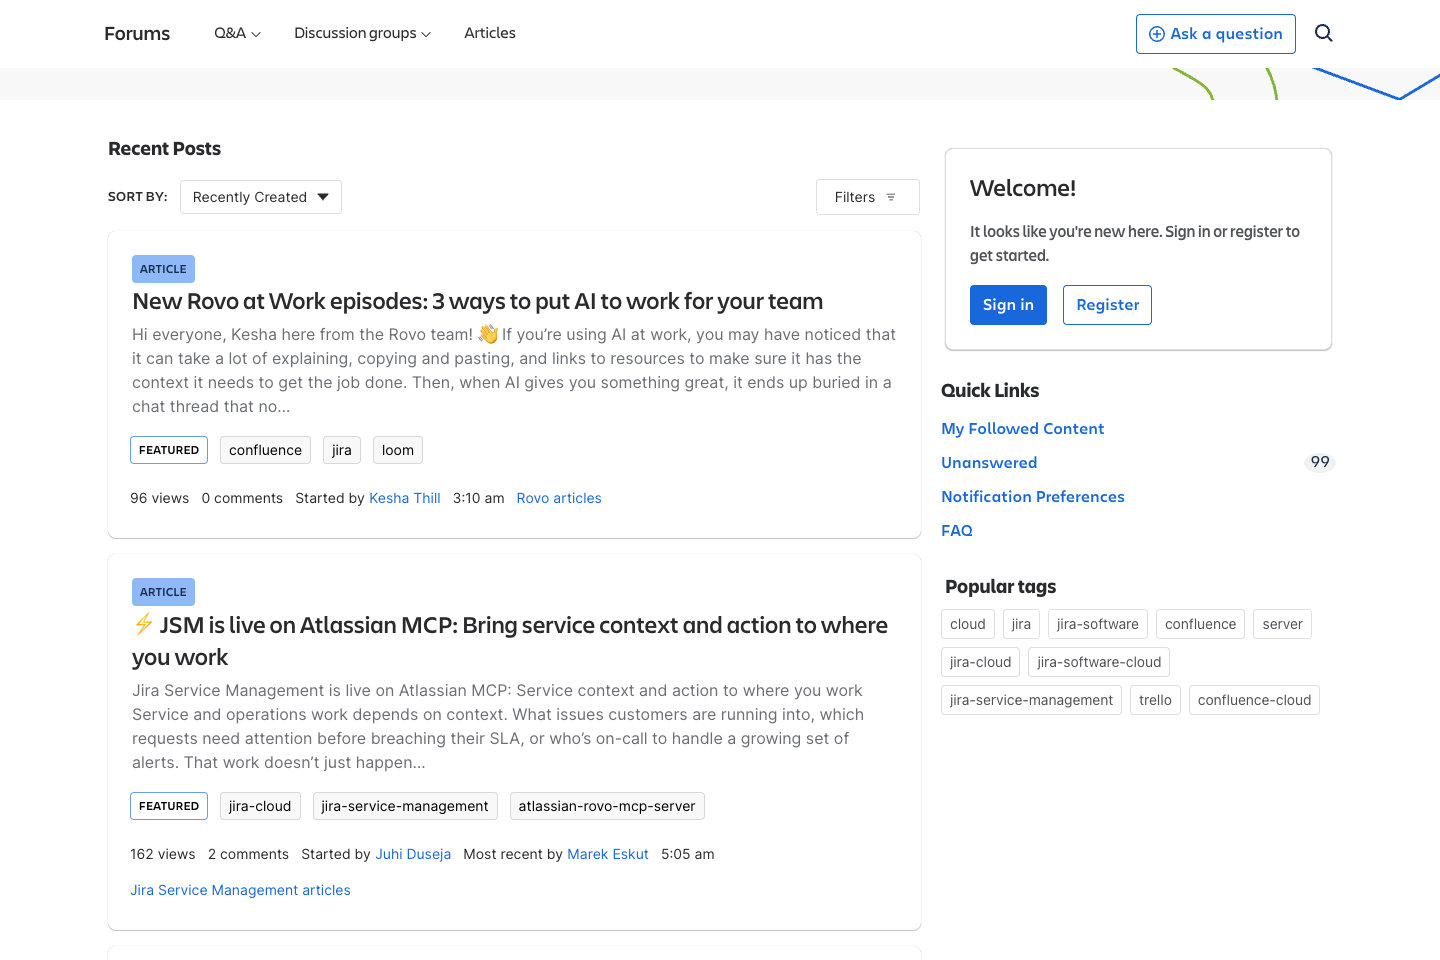 Forums
Q&A
Discussion groups
Articles
Ask a question
Recent Posts
SORT BY:
Recently Created
Filters
ARTICLE
New Rovo at Work episodes: 3 ways to put AI to work for your team
Hi everyone, Kesha here from the Rovo team! 👋 If you’re using AI at work, you may have noticed that
it can take a lot of explaining, copying and pasting, and links to resources to make sure it has the
context it needs to get the job done. Then, when AI gives you something great, it ends up buried in a
chat thread that no...
FEATURED confluence jira loom
96 views 0 comments Started by Kesha Thill 3:10 am Rovo articles
ARTICLE
⚡ JSM is live on Atlassian MCP: Bring service context and action to where
you work
Jira Service Management is live on Atlassian MCP: Service context and action to where you work
Service and operations work depends on context. What issues customers are running into, which
requests need attention before breaching their SLA, or who’s on-call to handle a growing set of
alerts. That work doesn’t just happen...
FEATURED jira-cloud jira-service-management atlassian-rovo-mcp-server
162 views 2 comments Started by Juhi Duseja Most recent by Marek Eskut 5:05 am
Jira Service Management articles
Welcome!
It looks like you're new here. Sign in or register to
get started.
Sign in Register
Quick Links
My Followed Content
Unanswered 99
Notification Preferences
FAQ
Popular tags
cloud jira jira-software confluence server
jira-cloud jira-software-cloud
jira-service-management trello confluence-cloud